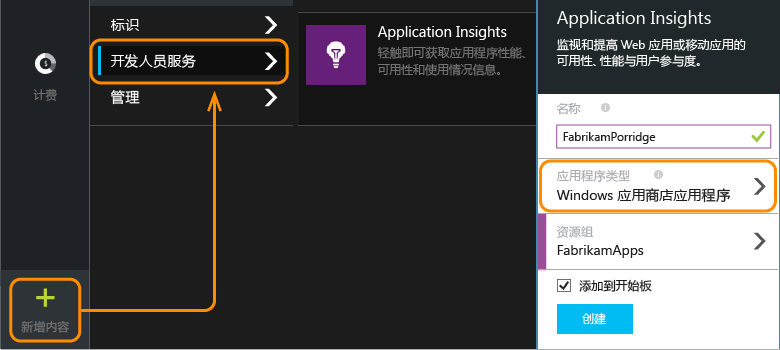 计费
新增内容
标识
开发人员服务
管理
Application Insights
轻触即可获取应用程序性能、
可用性和使用情况信息。
Application Insights
监视和提高 Web 应用或移动应用的
可用性、性能与用户参与度。
名称
FabrikamPorridge
应用程序类型
Windows 应用商店应用程序
资源组
FabrikamApps
添加到开始板
创建